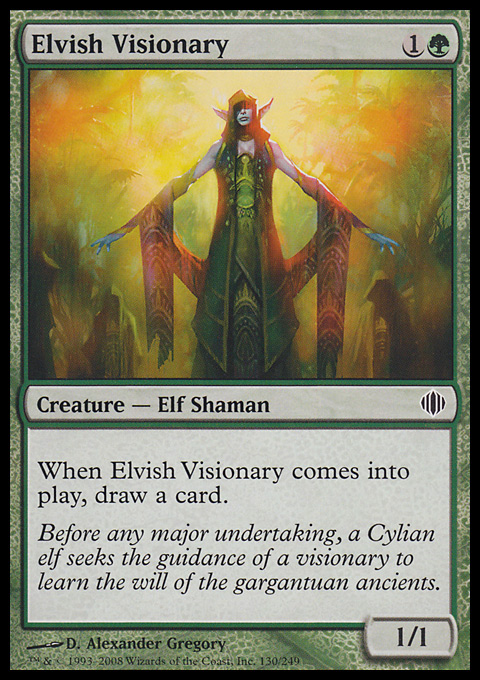 Elvish Visionary 1
Creature — Elf Shaman
When Elvish Visionary comes into
play, draw a card.
Before any major undertaking, a Cylian
elf seeks the guidance of a visionary to
learn the will of the gargantuan ancients.
D. Alexander Gregory
1/1
™ & © 1993–2008 Wizards of the Coast, Inc. 130/249